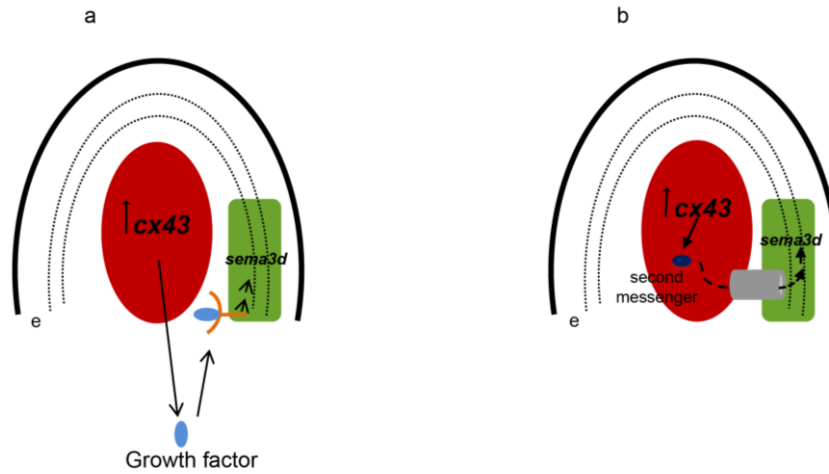 a
cx43
sema3d
e
Growth factor
b
cx43
sema3d
second
messenger
e